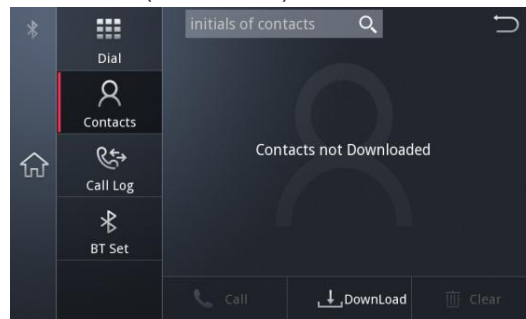 initials of contacts
Dial
Contacts
Contacts not Downloaded
Call Log
BT Set
Call
DownLoad
Clear